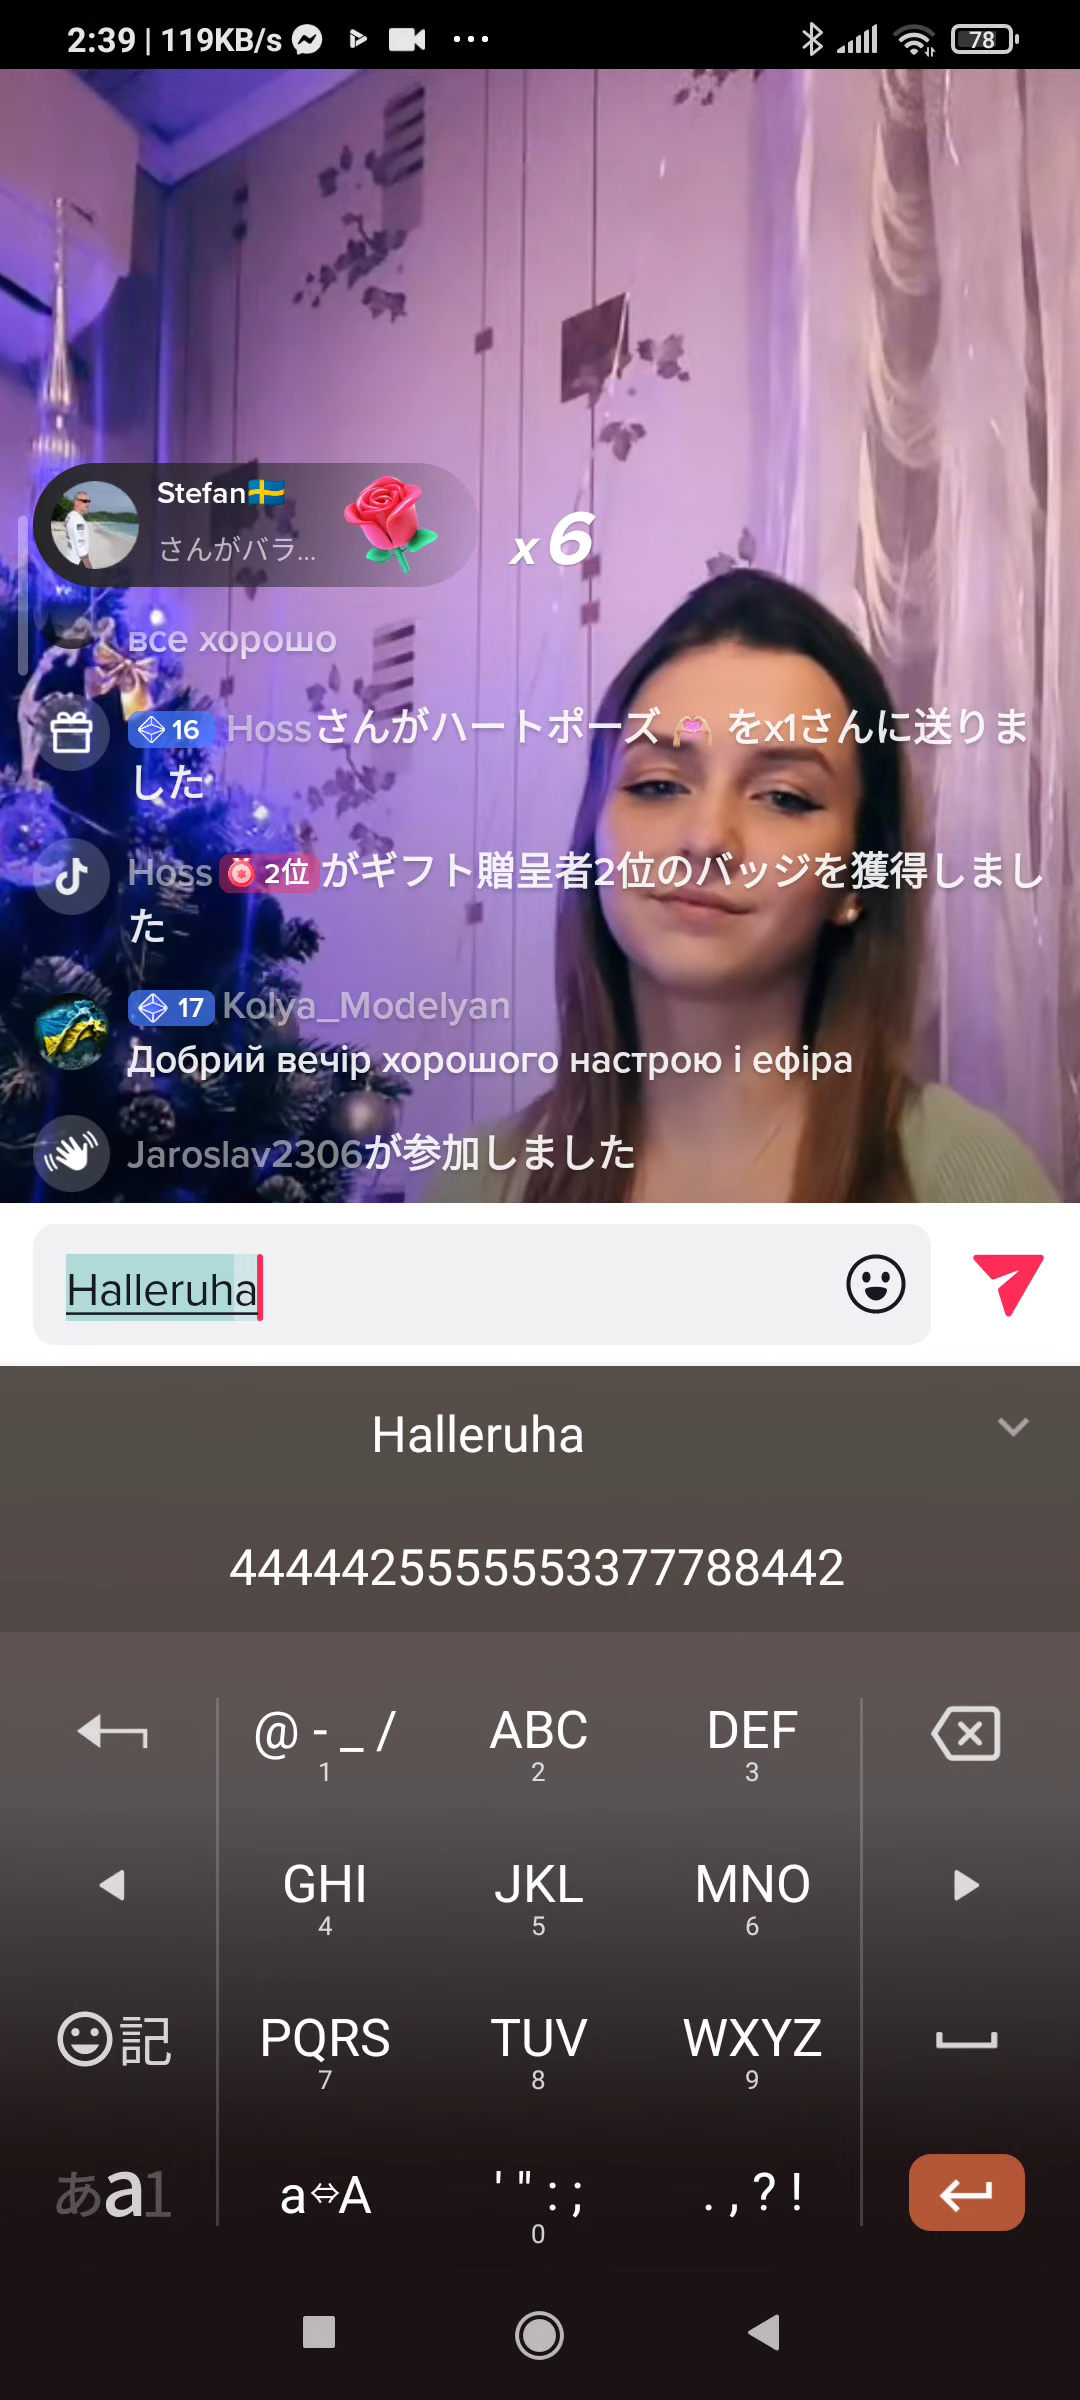 2:39 | 119KB/s
78
Stefan🇸🇪
さんがバラ...
x6
все хорошо
16 Hossさんがハートポーズ🫶をx1さんに送りま
した
Hoss 2位がギフト贈呈者2位のバッジを獲得しまし
た
17 Kolya_Modelyan
Добрий вечір хорошого настрою і ефіра
Jaroslav2306が参加しました
Halleruha
Halleruha
44444255555553377788442
@ - _ / ABC DEF
1 2 3
GHI JKL MNO
4 5 6
記 PQRS TUV WXYZ
7 8 9
あa1 a⇔A ' " : ; . , ? !
0